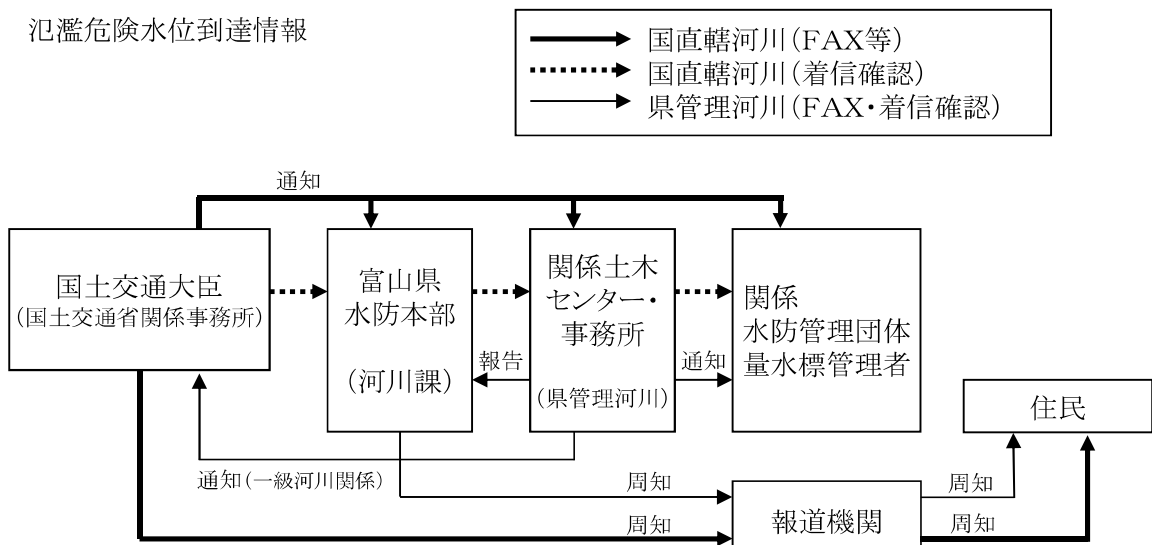 氾濫危険水位到達情報
国直轄河川(FAX等)
国直轄河川(着信確認)
県管理河川(FAX・着信確認)
通知
国土交通大臣
(国土交通省関係事務所)
富山県
水防本部
(河川課)
関係土木
センター・
事務所
(県管理河川)
関係
水防管理団体
量水標管理者
報告
通知
住民
通知(一級河川関係)
周知
周知
報道機関
周知
周知